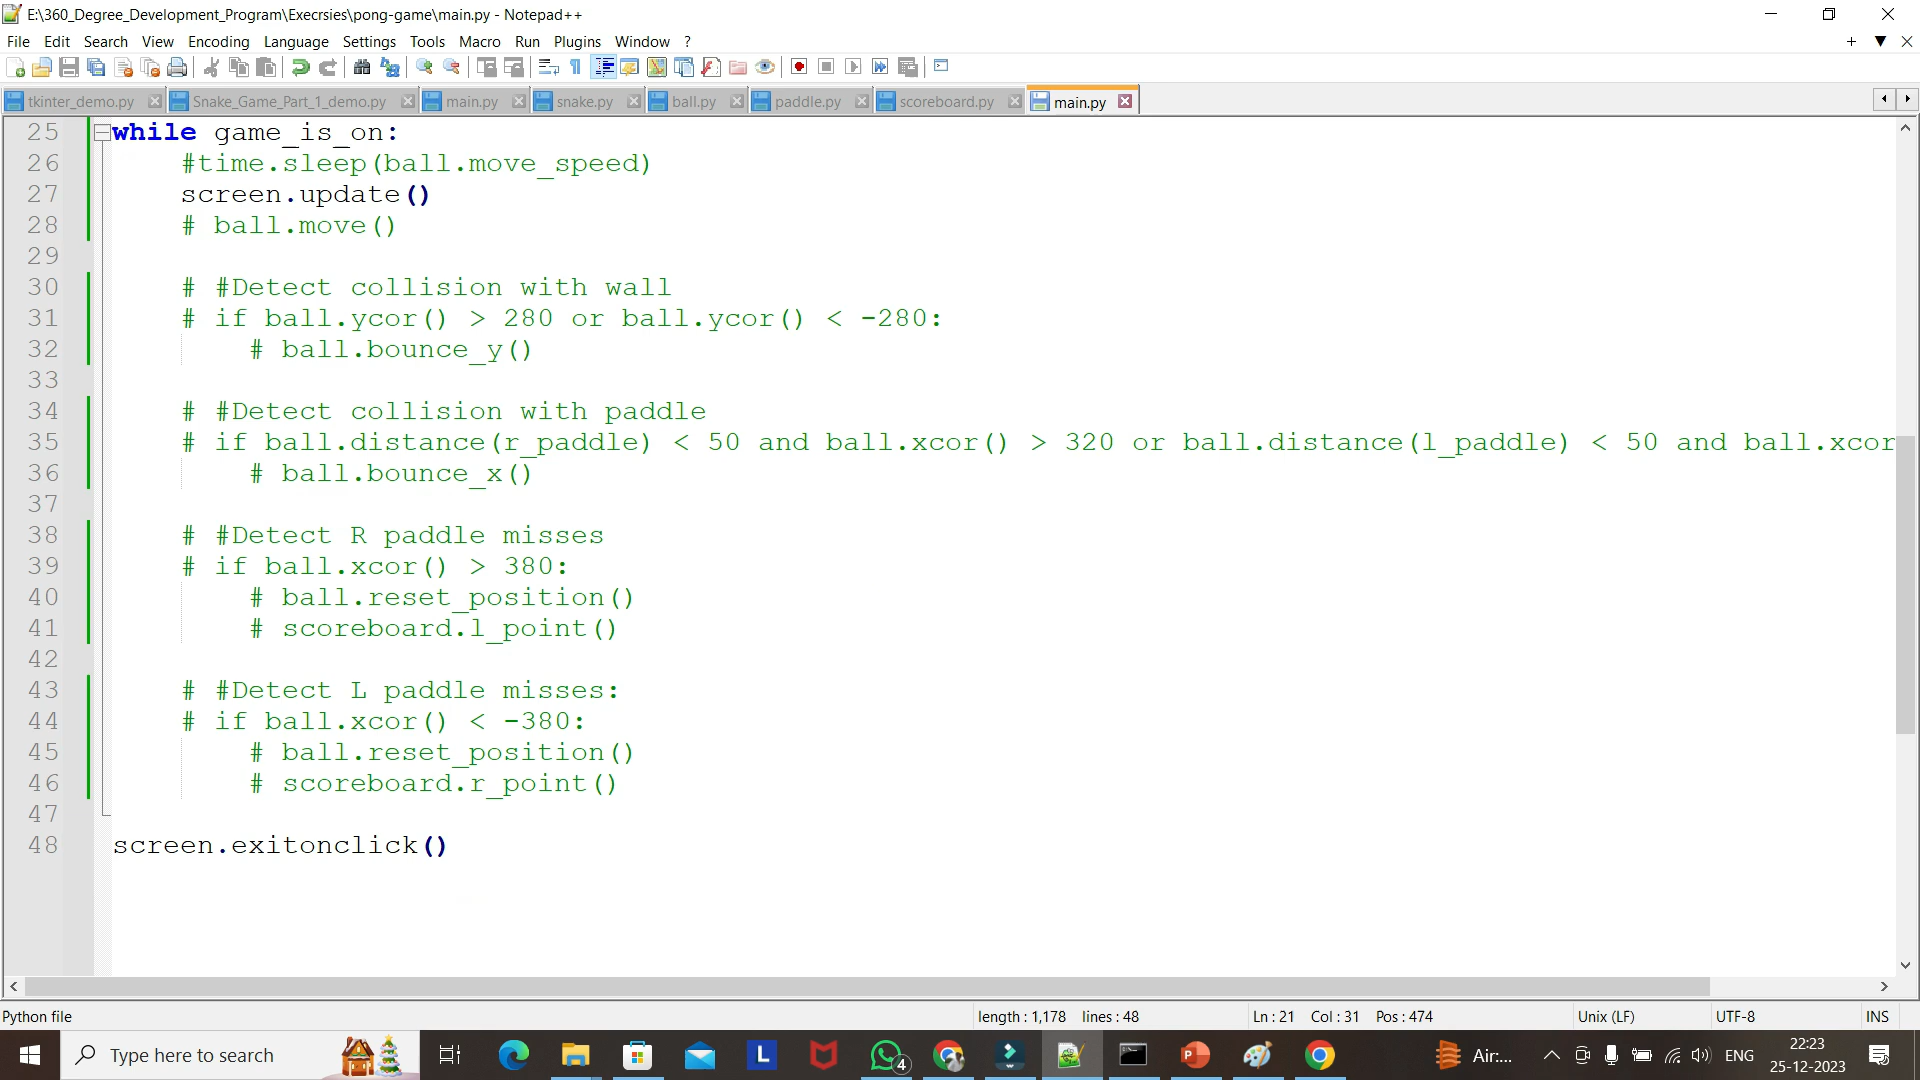 E:\360_Degree_Development_Program\Execrsies\pong-game\main.py - Notepad++
File Edit Search View Encoding Language Settings Tools Macro Run Plugins Window ?
tkinter_demo.py Snake_Game_Part_1_demo.py main.py snake.py ball.py paddle.py scoreboard.py main.py
25 while game_is_on:
26 #time.sleep(ball.move_speed)
27 screen.update()
28 # ball.move()
29
30 # #Detect collision with wall
31 # if ball.ycor() > 280 or ball.ycor() < -280:
32 # ball.bounce_y()
33
34 # #Detect collision with paddle
35 # if ball.distance(r_paddle) < 50 and ball.xcor() > 320 or ball.distance(l_paddle) < 50 and ball.xcor
36 # ball.bounce_x()
37
38 # #Detect R paddle misses
39 # if ball.xcor() > 380:
40 # ball.reset_position()
41 # scoreboard.l_point()
42
43 # #Detect L paddle misses:
44 # if ball.xcor() < -380:
45 # ball.reset_position()
46 # scoreboard.r_point()
47
48 screen.exitonclick()
Python file length : 1,178 lines : 48 Ln : 21 Col : 31 Pos : 474 Unix (LF) UTF-8 INS
Type here to search L 4 P Air:... ENG 22:23
25-12-2023